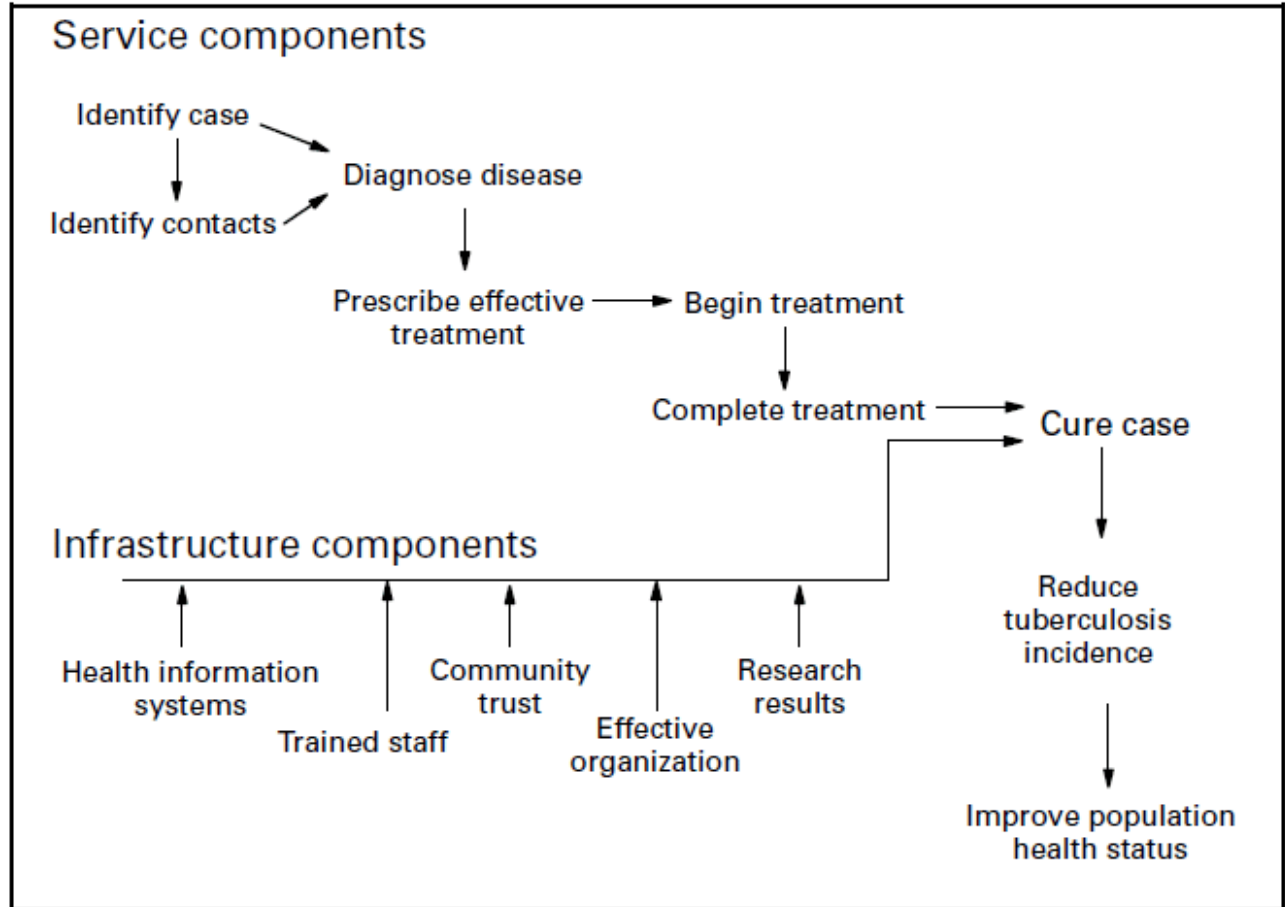 Service components
Identify case
Diagnose disease
Identify contacts
Prescribe effective
treatment
Begin treatment
Complete treatment
Cure case
Infrastructure components
Health information
systems
Trained staff
Community
trust
Effective
organization
Research
results
Reduce
tuberculosis
incidence
Improve population
health status